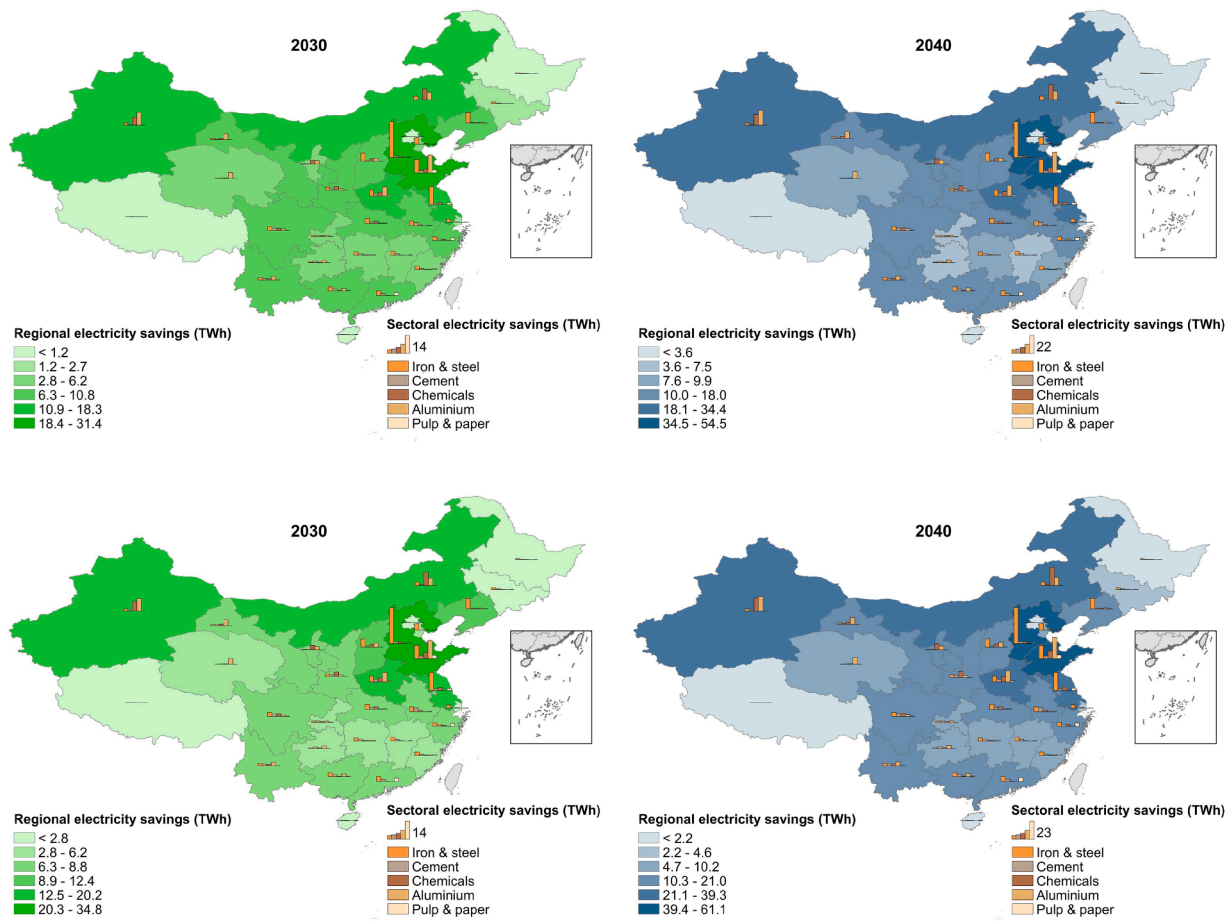 2030
Regional electricity savings (TWh)
< 1.2
1.2 - 2.7
2.8 - 6.2
6.3 - 10.8
10.9 - 18.3
18.4 - 31.4
Sectoral electricity savings (TWh)
14
Iron & steel
Cement
Chemicals
Aluminium
Pulp & paper
2040
Regional electricity savings (TWh)
< 3.6
3.6 - 7.5
7.6 - 9.9
10.0 - 18.0
18.1 - 34.4
34.5 - 54.5
Sectoral electricity savings (TWh)
22
Iron & steel
Cement
Chemicals
Aluminium
Pulp & paper
2030
Regional electricity savings (TWh)
< 2.8
2.8 - 6.2
6.3 - 8.8
8.9 - 12.4
12.5 - 20.2
20.3 - 34.8
Sectoral electricity savings (TWh)
14
Iron & steel
Cement
Chemicals
Aluminium
Pulp & paper
2040
Regional electricity savings (TWh)
< 2.2
2.2 - 4.6
4.7 - 10.2
10.3 - 21.0
21.1 - 39.3
39.4 - 61.1
Sectoral electricity savings (TWh)
23
Iron & steel
Cement
Chemicals
Aluminium
Pulp & paper